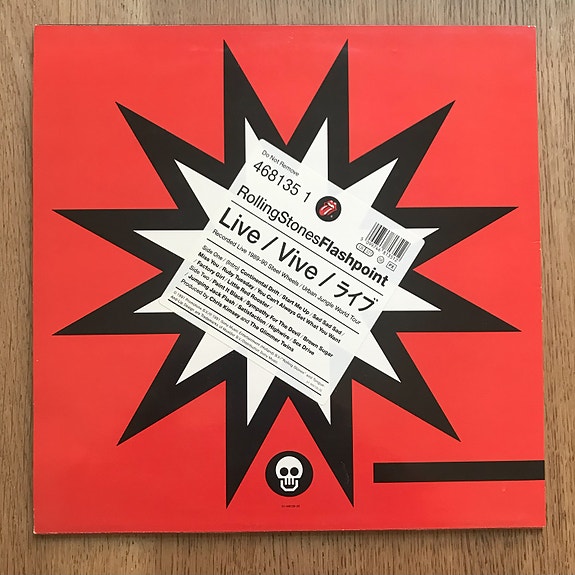 Do Not Remove
468135 1
RollingStonesFlashpoint
Live / Vive / ライブ
Recorded Live 1989-90 Steel Wheels / Urban Jungle World Tour
Side One / (Intro) Continental Drift / Start Me Up / Sad Sad Sad /
Miss You / Ruby Tuesday / You Can't Always Get What You Want
/ Factory Girl / Little Red Rooster /
Side Two / Paint It Black / Sympathy For The Devil / Brown Sugar
/ Jumping Jack Flash / Satisfaction / Highwire / Sex Drive
Produced by Chris Kimsey and The Glimmer Twins